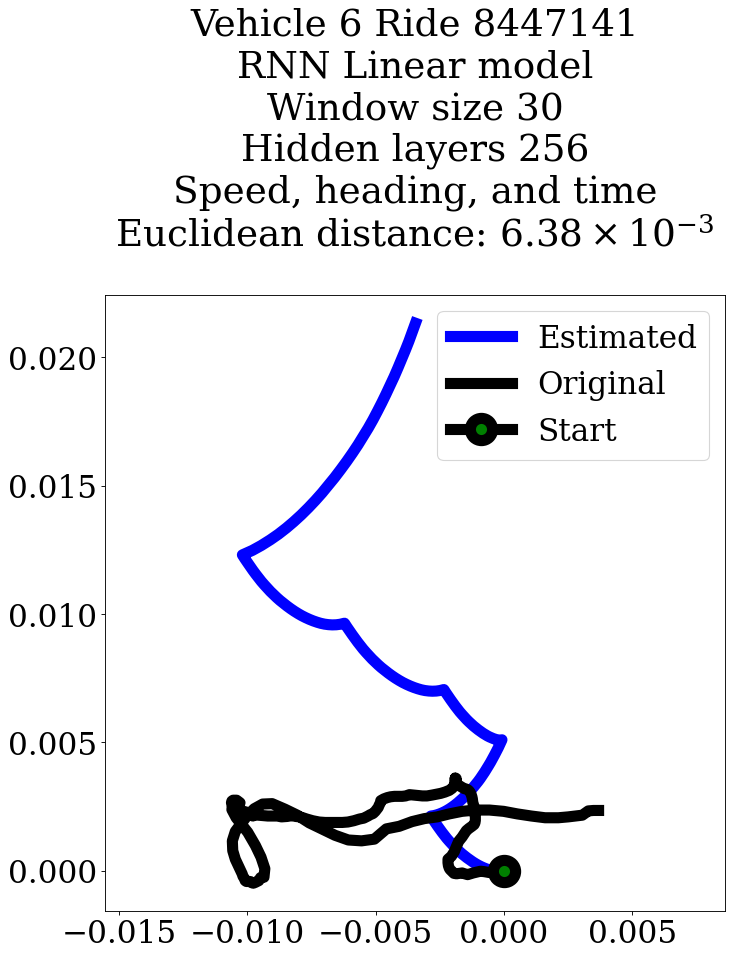 Vehicle 6 Ride 8447141
RNN Linear model
Window size 30
Hidden layers 256
Speed, heading, and time
Euclidean distance: 6.38 × 10⁻³
Estimated
Original
Start
0.020
0.015
0.010
0.005
0.000
−0.015 −0.010 −0.005 0.000 0.005